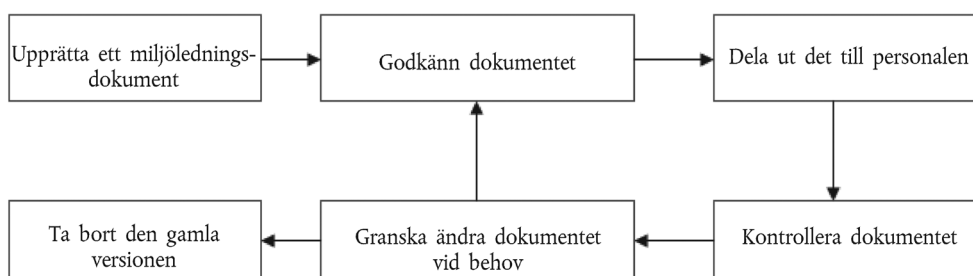 Upprätta ett miljölednings-
dokument
Godkänn dokumentet
Dela ut det till personalen
Ta bort den gamla
versionen
Granska ändra dokumentet
vid behov
Kontrollera dokumentet